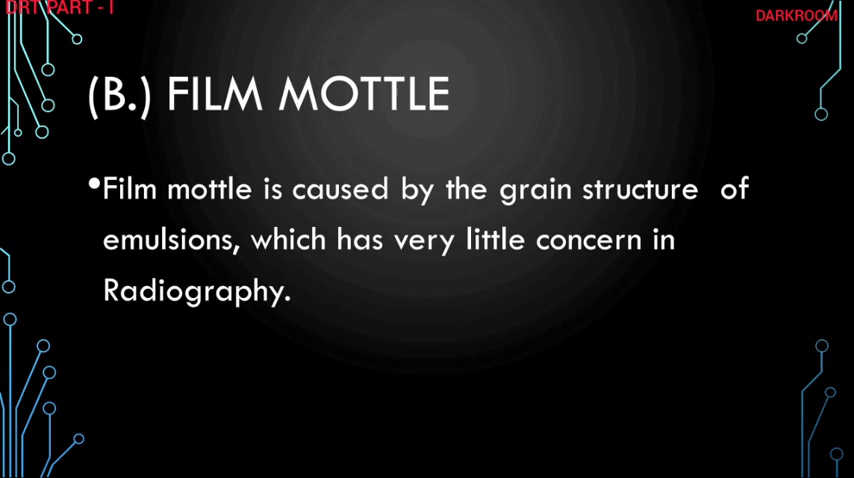 DRT PART - I
DARKROOM
(B.) FILM MOTTLE
•Film mottle is caused by the grain structure of
emulsions, which has very little concern in
Radiography.